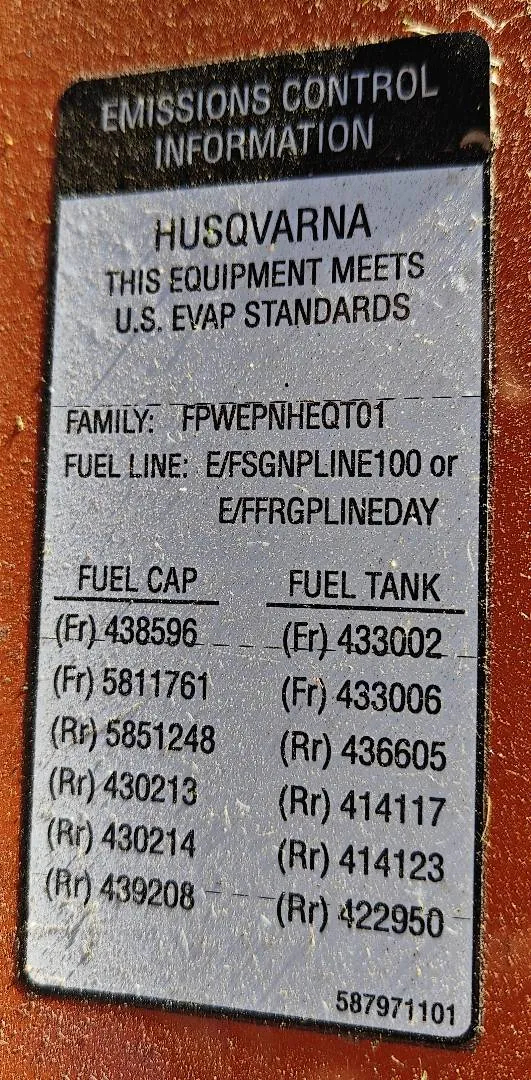 EMISSIONS CONTROL
INFORMATION
HUSQVARNA
THIS EQUIPMENT MEETS
U.S. EVAP STANDARDS
FAMILY: FPWEPNHEQT01
FUEL LINE: E/FSGNPLINE100 or
E/FFRGPLINEDAY
FUEL CAP FUEL TANK
(Fr) 438596 (Fr) 433002
(Fr) 5811761 (Fr) 433006
(Rr) 5851248 (Rr) 436605
(Rr) 430213 (Rr) 414117
(Rr) 430214 (Rr) 414123
(Rr) 439208 (Rr) 422950
587971101